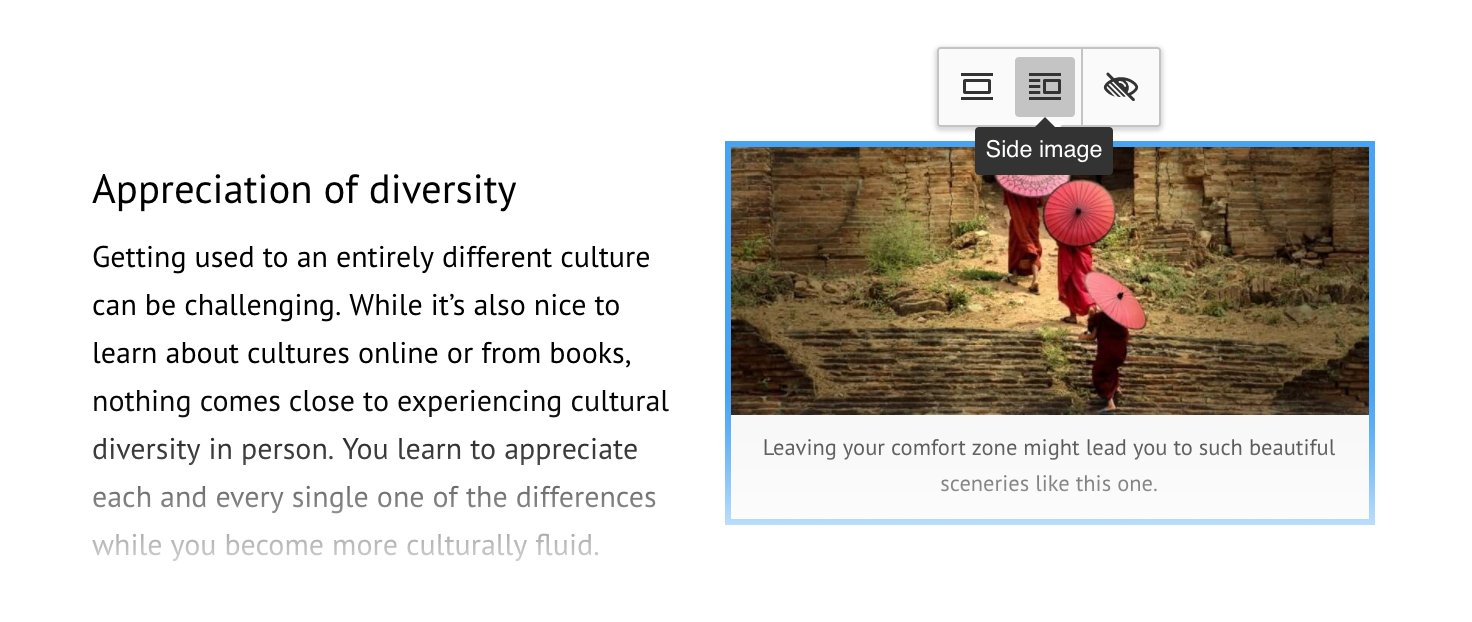 Side image
Appreciation of diversity
Getting used to an entirely different culture
can be challenging. While it’s also nice to
learn about cultures online or from books,
nothing comes close to experiencing cultural
diversity in person. You learn to appreciate
each and every single one of the differences
while you become more culturally fluid.
Leaving your comfort zone might lead you to such beautiful
sceneries like this one.